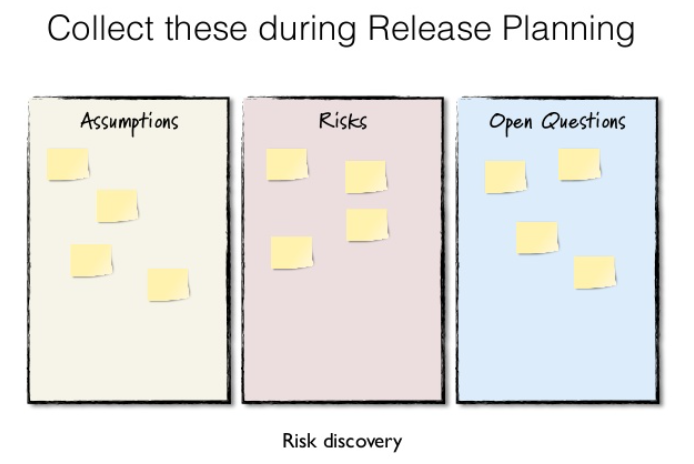 Collect these during Release Planning
Assumptions
Risks
Open Questions
Risk discovery